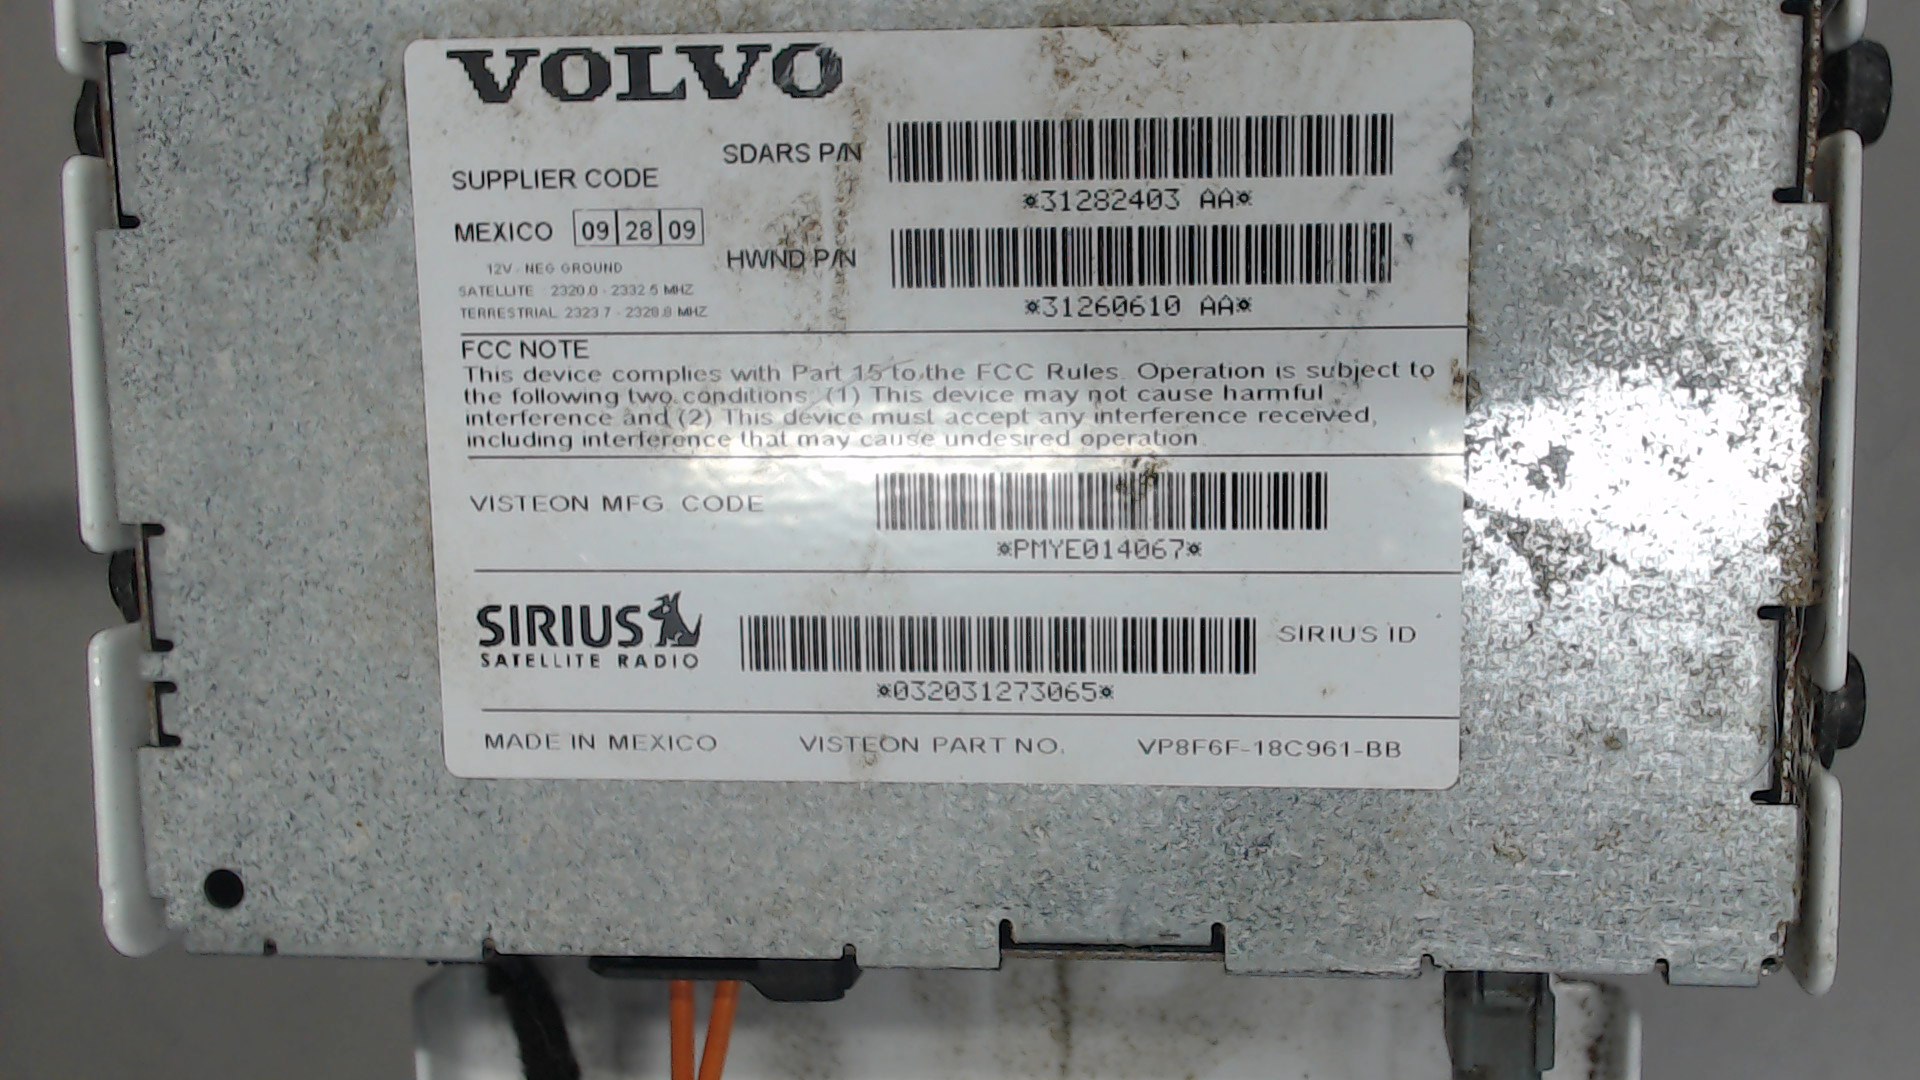 VOLVO
SDARS P/N
*31282403 AA*
SUPPLIER CODE
MEXICO 09 28 09
HWND P/N
*31260610 AA*
12V - NEG GROUND
SATELLITE 2320.0 - 2332.5 MHZ
TERRESTRIAL 2323.7 - 2328.8 MHZ
FCC NOTE
This device complies with Part 15 to the FCC Rules. Operation is subject to
the following two conditions (1) This device may not cause harmful
interference and (2) This device must accept any interference received,
including interference that may cause undesired operation.
VISTEON MFG. CODE
*PMYE014067*
SIRIUS
SATELLITE RADIO
SIRIUS ID
*032031273065*
MADE IN MEXICO VISTEON PART NO. VP8F6F-18C961-BB